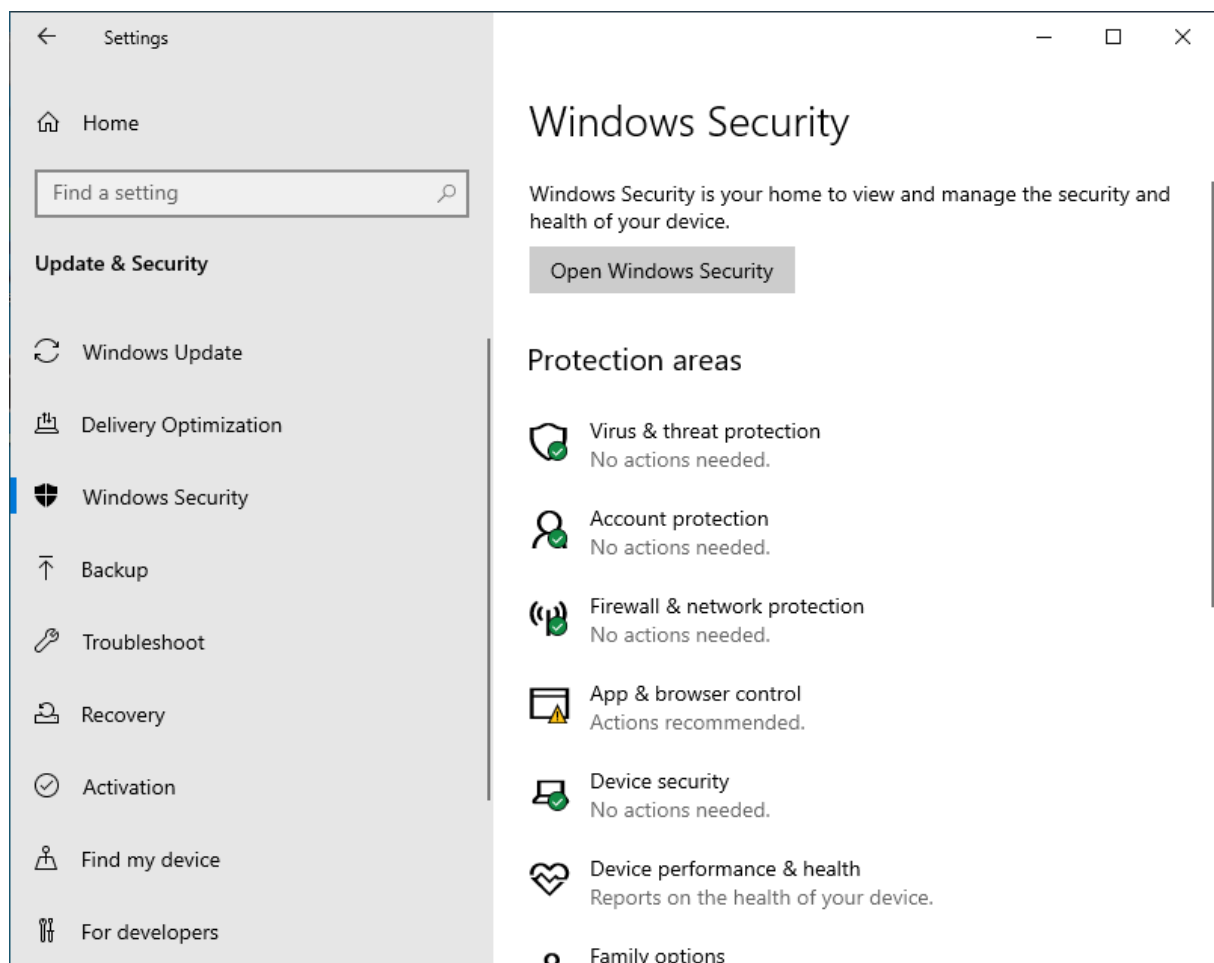 Settings
Home
Find a setting
Update & Security
Windows Update
Delivery Optimization
Windows Security
Backup
Troubleshoot
Recovery
Activation
Find my device
For developers
Windows Security
Windows Security is your home to view and manage the security and
health of your device.
Open Windows Security
Protection areas
Virus & threat protection
No actions needed.
Account protection
No actions needed.
Firewall & network protection
No actions needed.
App & browser control
Actions recommended.
Device security
No actions needed.
Device performance & health
Reports on the health of your device.
Family options